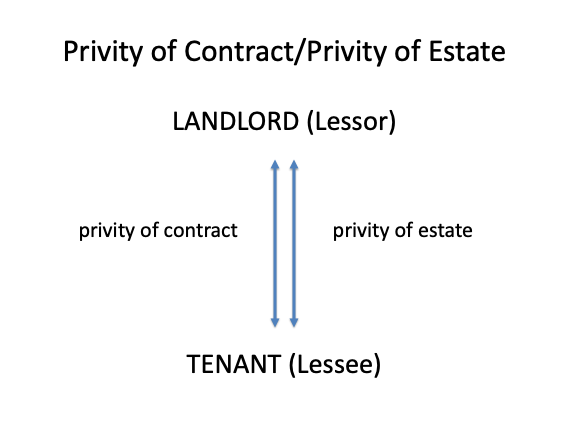 Privity of Contract/Privity of Estate
LANDLORD (Lessor)
privity of contract
privity of estate
TENANT (Lessee)